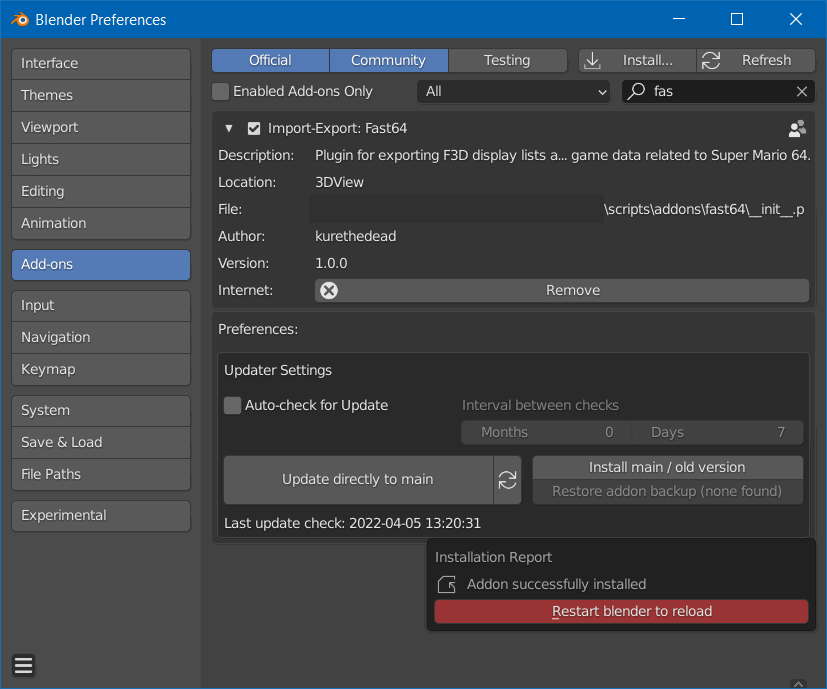 Blender Preferences
Interface
Themes
Viewport
Lights
Editing
Animation
Add-ons
Input
Navigation
Keymap
System
Save & Load
File Paths
Experimental
Official Community Testing Install... Refresh
Enabled Add-ons Only All fas
Import-Export: Fast64
Description: Plugin for exporting F3D display lists a... game data related to Super Mario 64.
Location: 3DView
File: \scripts\addons\fast64\__init__.p
Author: kurethedead
Version: 1.0.0
Internet: Remove
Preferences:
Updater Settings
Auto-check for Update Interval between checks
Months 0 Days 7
Update directly to main Install main / old version
Restore addon backup (none found)
Last update check: 2022-04-05 13:20:31
Installation Report
Addon successfully installed
Restart blender to reload